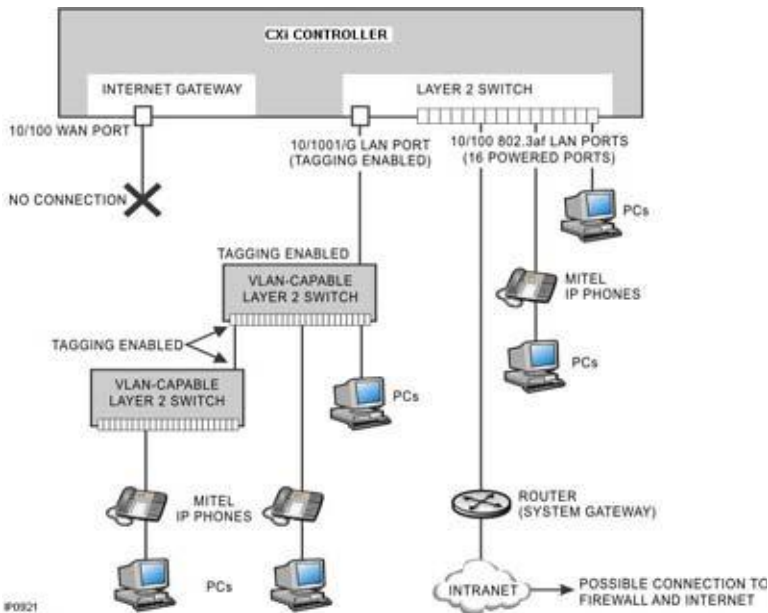 CXi CONTROLLER
INTERNET GATEWAY
LAYER 2 SWITCH
10/100 WAN PORT
10/1001/G LAN PORT
(TAGGING ENABLED)
10/100 802.3af LAN PORTS
(16 POWERED PORTS)
NO CONNECTION
PCs
TAGGING ENABLED
VLAN-CAPABLE
LAYER 2 SWITCH
MITEL
IP PHONES
TAGGING ENABLED
PCs
VLAN-CAPABLE
LAYER 2 SWITCH
PCs
MITEL
IP PHONES
ROUTER
(SYSTEM GATEWAY)
PCs
INTRANET
POSSIBLE CONNECTION TO
FIREWALL AND INTERNET
IP0921